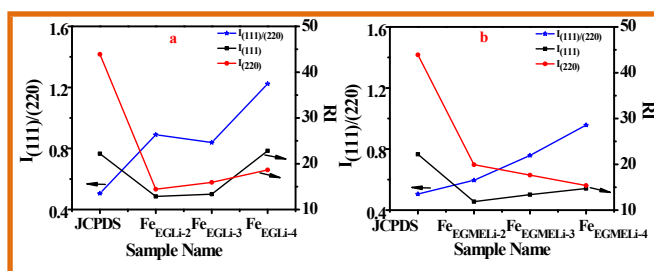 a
I(111)/(220)
I(111)
I(220)
1.6
1.2
0.8
0.4
I(111)/(220)
50
40
30
20
10
RI
JCPDS FeEGLi-2 FeEGLi-3 FeEGLi-4
Sample Name
b
I(111)/(220)
I(111)
I(220)
1.6
1.2
0.8
0.4
I(111)/(220)
50
40
30
20
10
RI
JCPDS FeEGMELi-2 FeEGMELi-3 FeEGMELi-4
Sample Name